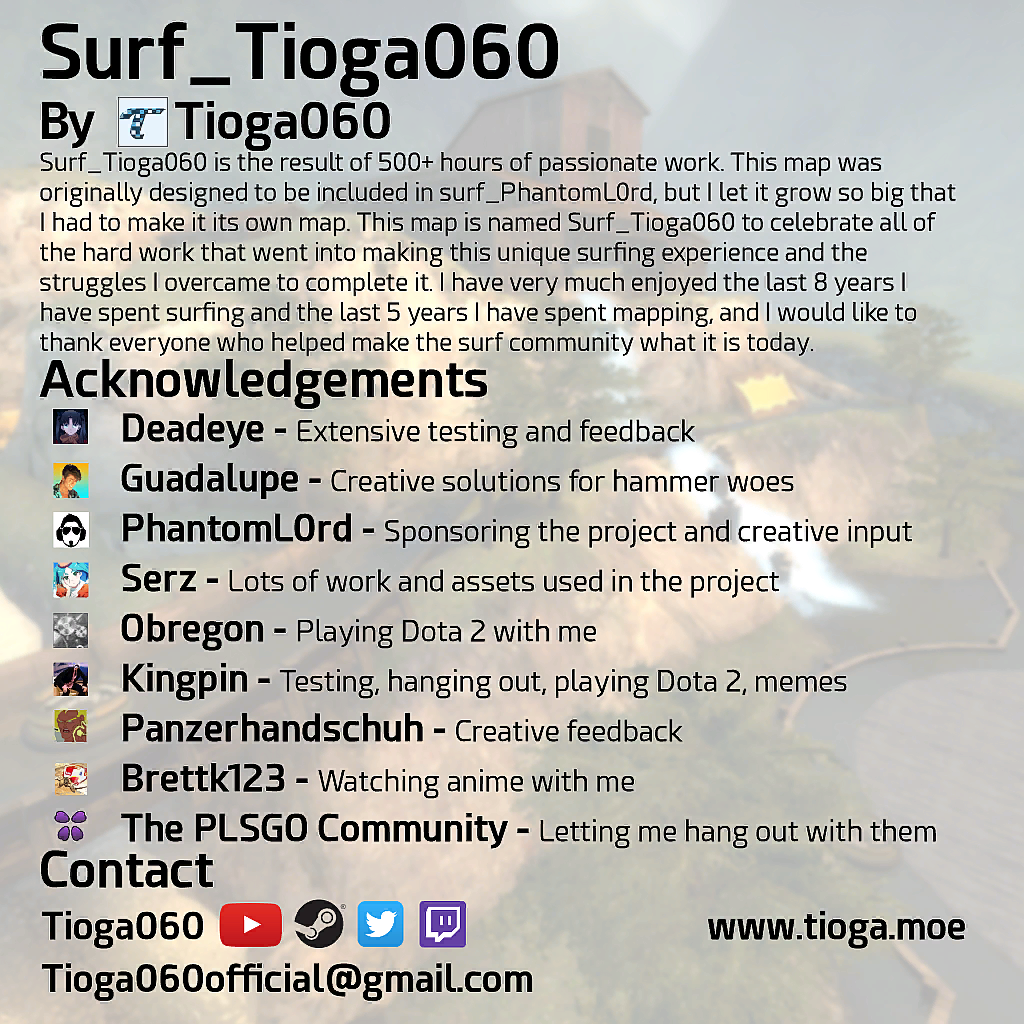 Surf_Tioga060
By Tioga060
Surf_Tioga060 is the result of 500+ hours of passionate work. This map was
originally designed to be included in surf_PhantomL0rd, but I let it grow so big that
I had to make it its own map. This map is named Surf_Tioga060 to celebrate all of
the hard work that went into making this unique surfing experience and the
struggles I overcame to complete it. I have very much enjoyed the last 8 years I
have spent surfing and the last 5 years I have spent mapping, and I would like to
thank everyone who helped make the surf community what it is today.
Acknowledgements
Deadeye - Extensive testing and feedback
Guadalupe - Creative solutions for hammer woes
PhantomL0rd - Sponsoring the project and creative input
Serz - Lots of work and assets used in the project
Obregon - Playing Dota 2 with me
Kingpin - Testing, hanging out, playing Dota 2, memes
Panzerhandschuh - Creative feedback
Brettk123 - Watching anime with me
The PLSGO Community - Letting me hang out with them
Contact
Tioga060 www.tioga.moe
Tioga060official@gmail.com